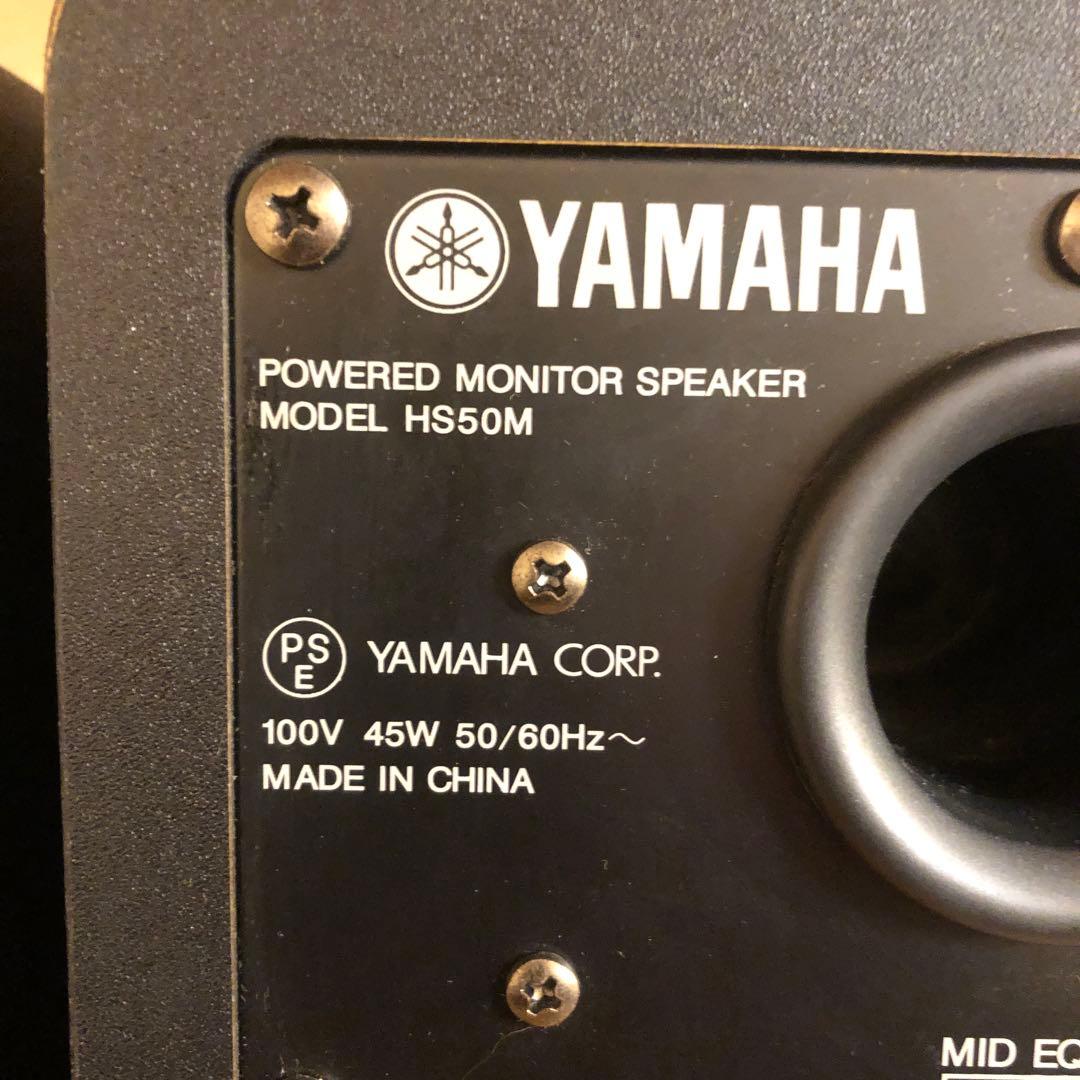 YAMAHA
POWERED MONITOR SPEAKER
MODEL HS50M
PSE YAMAHA CORP.
100V 45W 50/60Hz～
MADE IN CHINA
MID EQ